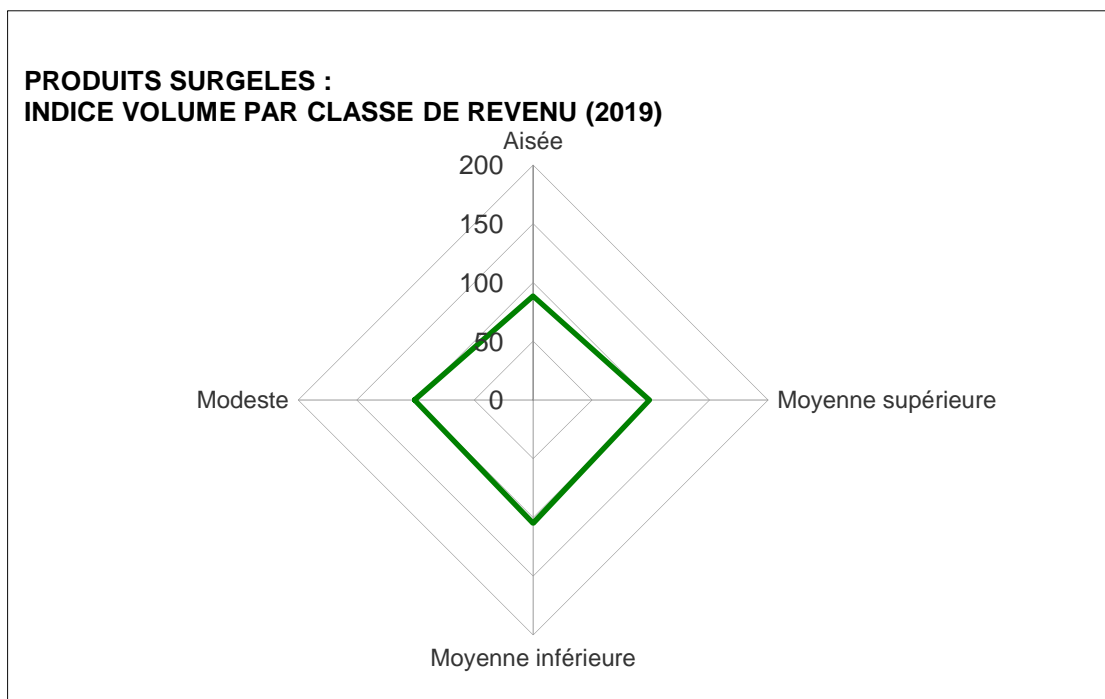 PRODUITS SURGELES :
INDICE VOLUME PAR CLASSE DE REVENU (2019)
Aisée
200
150
100
50
0
Modeste
Moyenne supérieure
Moyenne inférieure